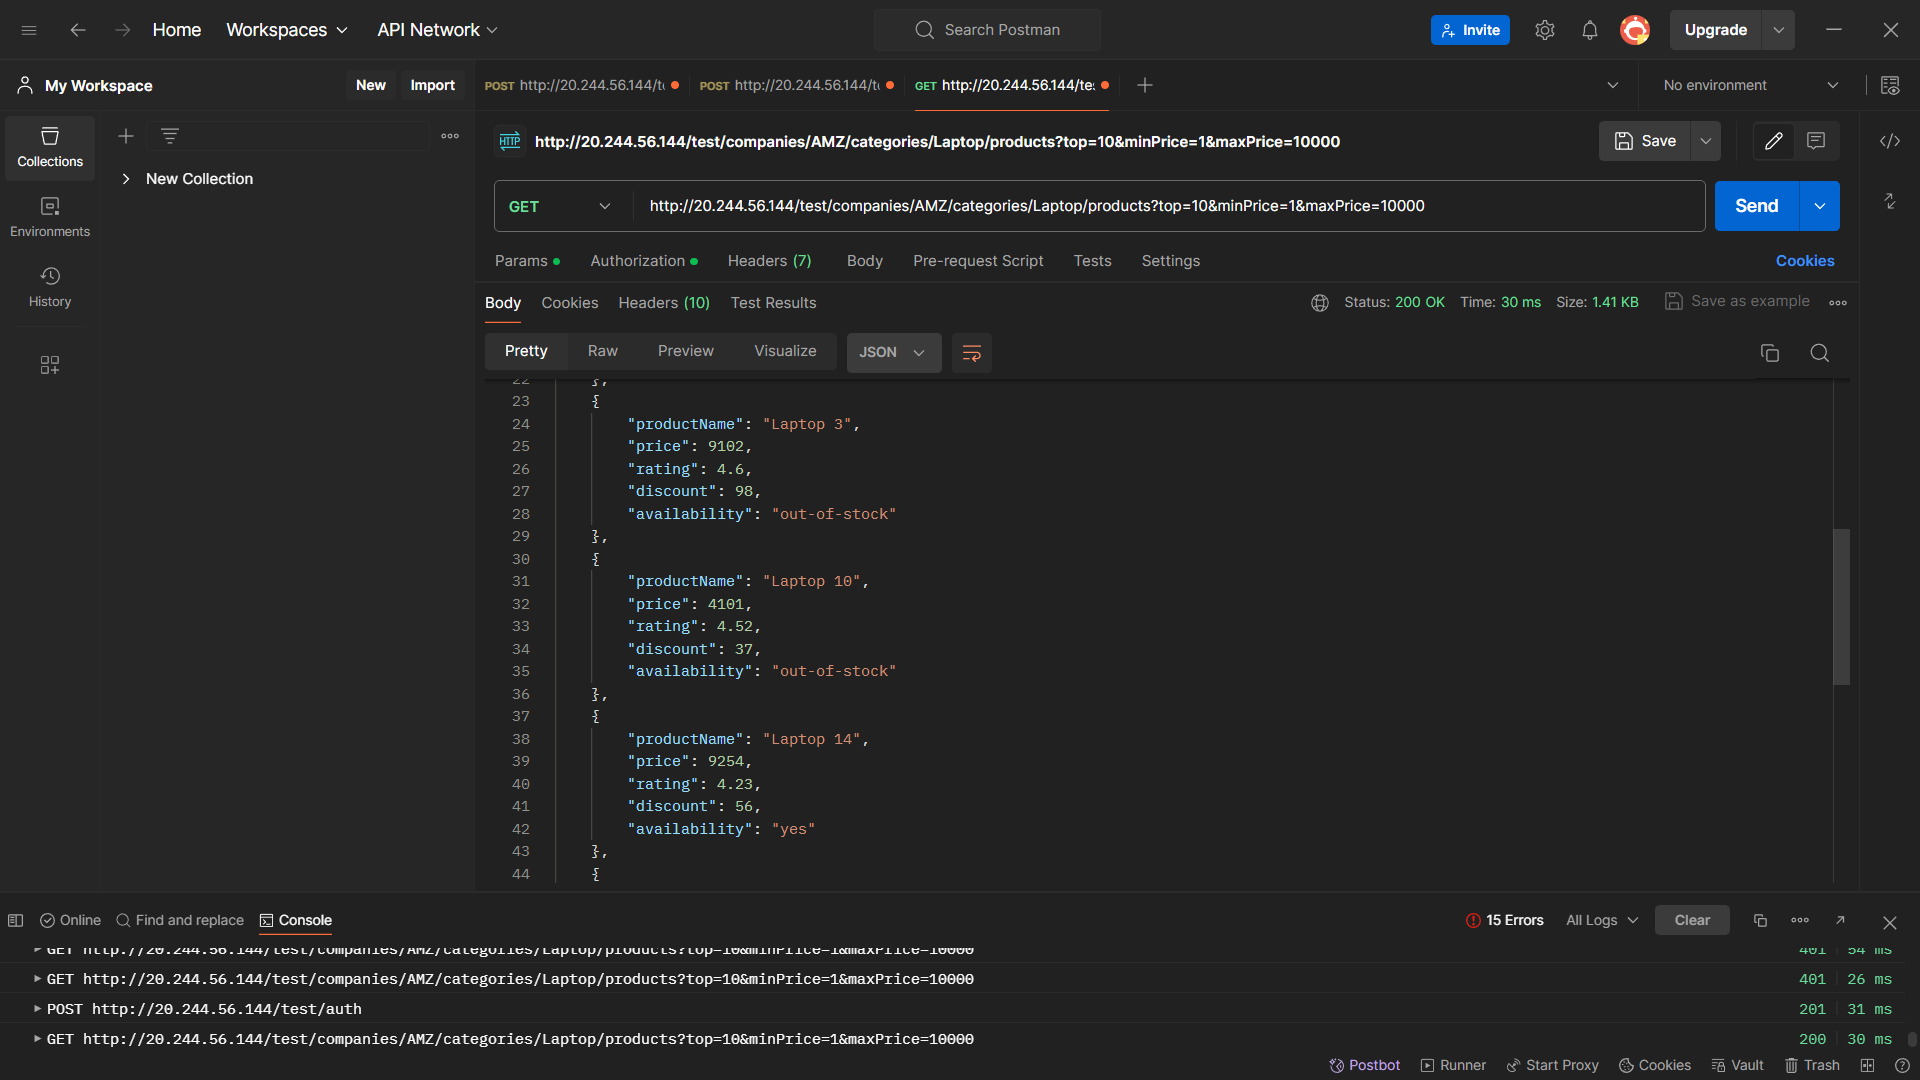 Home Workspaces API Network Search Postman Invite Upgrade
My Workspace New Import POST http://20.244.56.144/t POST http://20.244.56.144/t GET http://20.244.56.144/te No environment
Collections
Environments
History
New Collection
HTTP http://20.244.56.144/test/companies/AMZ/categories/Laptop/products?top=10&minPrice=1&maxPrice=10000 Save
GET http://20.244.56.144/test/companies/AMZ/categories/Laptop/products?top=10&minPrice=1&maxPrice=10000 Send
Params Authorization Headers (7) Body Pre-request Script Tests Settings Cookies
Body Cookies Headers (10) Test Results Status: 200 OK Time: 30 ms Size: 1.41 KB Save as example
Pretty Raw Preview Visualize JSON
22 },
23 {
24 "productName": "Laptop 3",
25 "price": 9102,
26 "rating": 4.6,
27 "discount": 98,
28 "availability": "out-of-stock"
29 },
30 {
31 "productName": "Laptop 10",
32 "price": 4101,
33 "rating": 4.52,
34 "discount": 37,
35 "availability": "out-of-stock"
36 },
37 {
38 "productName": "Laptop 14",
39 "price": 9254,
40 "rating": 4.23,
41 "discount": 56,
42 "availability": "yes"
43 },
44 {
Online Find and replace Console 15 Errors All Logs Clear
GET http://20.244.56.144/test/companies/AMZ/categories/Laptop/products?top=10&minPrice=1&maxPrice=10000 401 54 ms
GET http://20.244.56.144/test/companies/AMZ/categories/Laptop/products?top=10&minPrice=1&maxPrice=10000 401 26 ms
POST http://20.244.56.144/test/auth 201 31 ms
GET http://20.244.56.144/test/companies/AMZ/categories/Laptop/products?top=10&minPrice=1&maxPrice=10000 200 30 ms
Postbot Runner Start Proxy Cookies Vault Trash